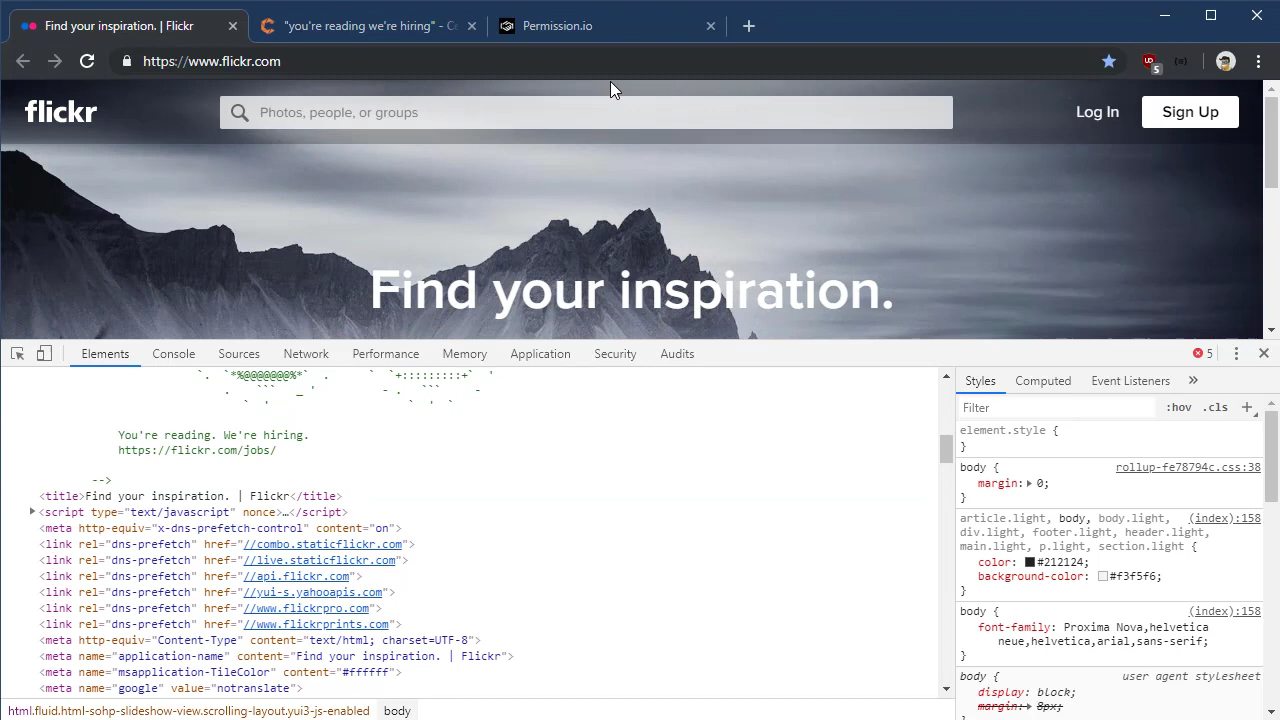 Find your inspiration. | Flickr
"you're reading we're hiring" - Ce
Permission.io
https://www.flickr.com
5
flickr
Photos, people, or groups
Log In
Sign Up
Find your inspiration.
Elements
Console
Sources
Network
Performance
Memory
Application
Security
Audits
5
You're reading. We're hiring.
https://flickr.com/jobs/
-->
<title>Find your inspiration. | Flickr</title>
<script type="text/javascript" nonce>…</script>
<meta http-equiv="x-dns-prefetch-control" content="on">
<link rel="dns-prefetch" href="//combo.staticflickr.com">
<link rel="dns-prefetch" href="//live.staticflickr.com">
<link rel="dns-prefetch" href="//api.flickr.com">
<link rel="dns-prefetch" href="//yui-s.yahooapis.com">
<link rel="dns-prefetch" href="//www.flickrpro.com">
<link rel="dns-prefetch" href="//www.flickrprints.com">
<meta http-equiv="Content-Type" content="text/html; charset=UTF-8">
<meta name="application-name" content="Find your inspiration. | Flickr">
<meta name="msapplication-TileColor" content="#ffffff">
<meta name="google" value="notranslate">
html.fluid.html-sohp-slideshow-view.scrolling-layout.yui3-js-enabled body
Styles
Computed
Event Listeners
»
Filter
:hov .cls +
element.style {
}
body { rollup-fe78794c.css:38
margin: 0;
}
article.light, body, body.light, (index):158
div.light, footer.light, header.light,
main.light, p.light, section.light {
color: #212124;
background-color: #f3f5f6;
}
body { (index):158
font-family: Proxima Nova,helvetica
neue,helvetica,arial,sans-serif;
}
body { user agent stylesheet
display: block;
margin: 8px;